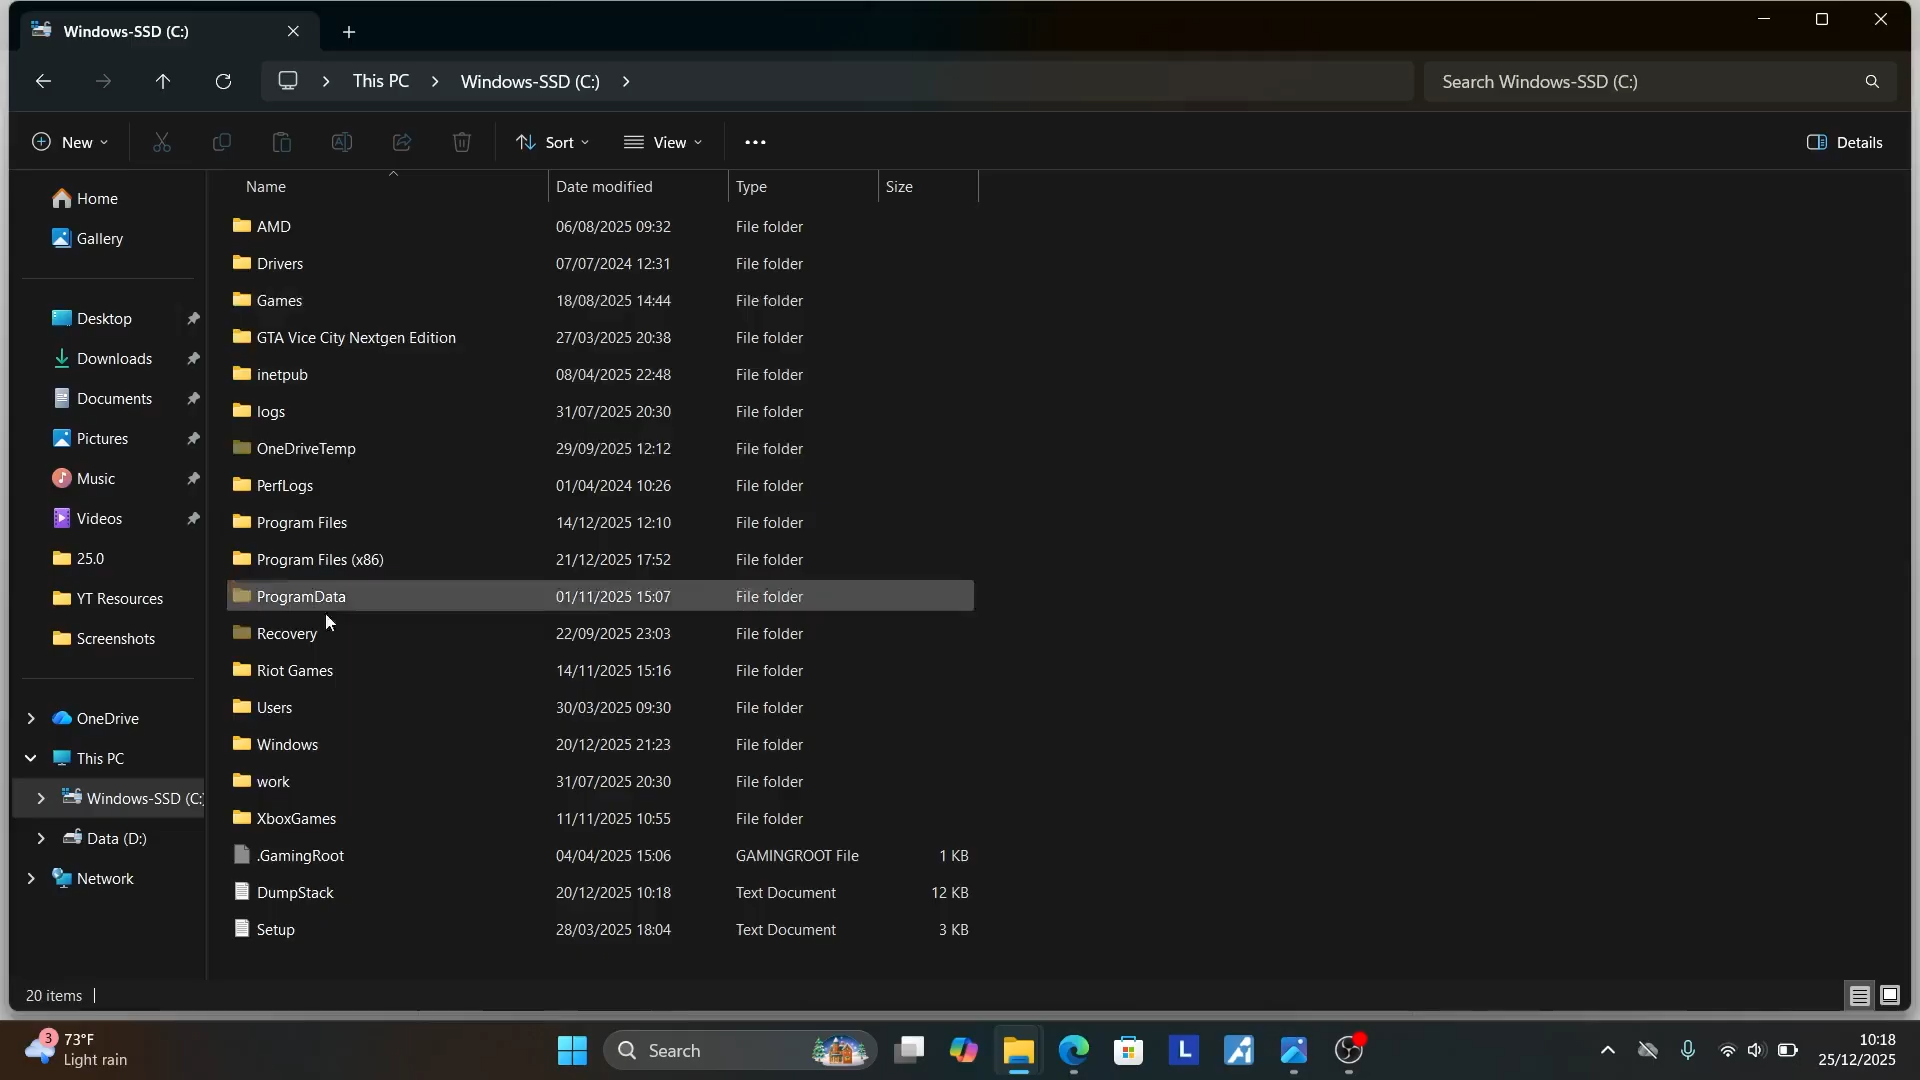 Windows-SSD (C:)
This PC > Windows-SSD (C:) >
Search Windows-SSD (C:)
New
Sort
View
Details
Name Date modified Type Size
Home
Gallery
Desktop
Downloads
Documents
Pictures
Music
Videos
25.0
YT Resources
Screenshots
OneDrive
This PC
Windows-SSD (C:
Data (D:)
Network
AMD 06/08/2025 09:32 File folder
Drivers 07/07/2024 12:31 File folder
Games 18/08/2025 14:44 File folder
GTA Vice City Nextgen Edition 27/03/2025 20:38 File folder
inetpub 08/04/2025 22:48 File folder
logs 31/07/2025 20:30 File folder
OneDriveTemp 29/09/2025 12:12 File folder
PerfLogs 01/04/2024 10:26 File folder
Program Files 14/12/2025 12:10 File folder
Program Files (x86) 21/12/2025 17:52 File folder
ProgramData 01/11/2025 15:07 File folder
Recovery 22/09/2025 23:03 File folder
Riot Games 14/11/2025 15:16 File folder
Users 30/03/2025 09:30 File folder
Windows 20/12/2025 21:23 File folder
work 31/07/2025 20:30 File folder
XboxGames 11/11/2025 10:55 File folder
.GamingRoot 04/04/2025 15:06 GAMINGROOT File 1 KB
DumpStack 20/12/2025 10:18 Text Document 12 KB
Setup 28/03/2025 18:04 Text Document 3 KB
20 items
3
73°F
Light rain
Search
L
10:18
25/12/2025